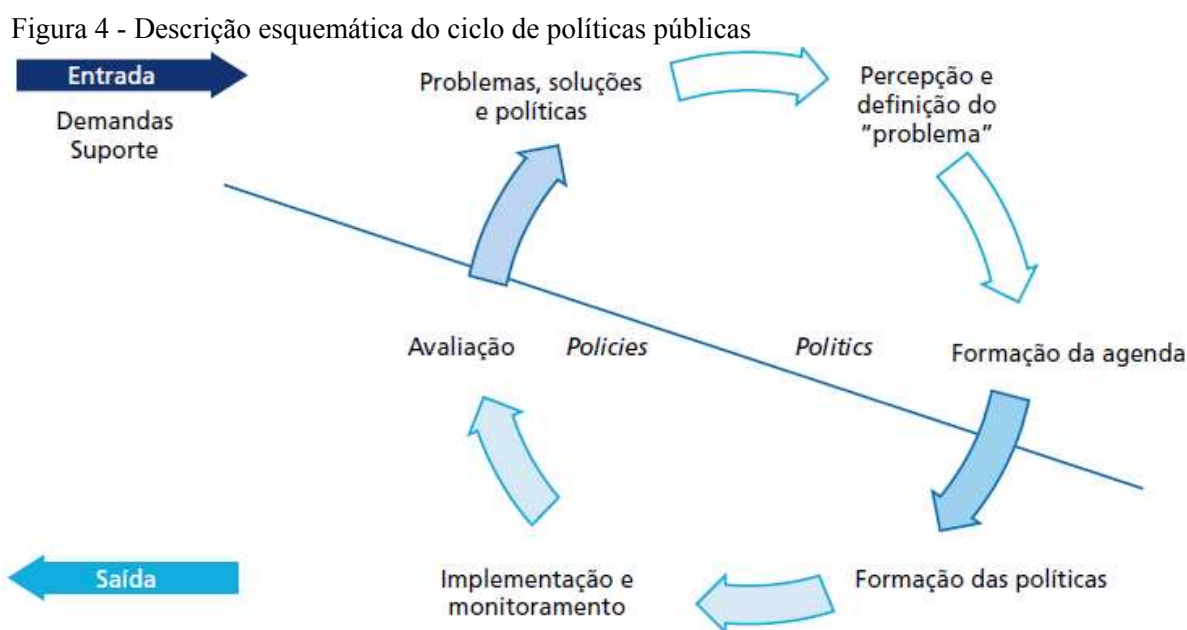 Figura 4 - Descrição esquemática do ciclo de políticas públicas
Entrada
Demandas
Suporte
Problemas, soluções
e políticas
Percepção e
definição do
"problema"
Avaliação
Policies
Politics
Formação da agenda
Saída
Implementação e
monitoramento
Formação das políticas